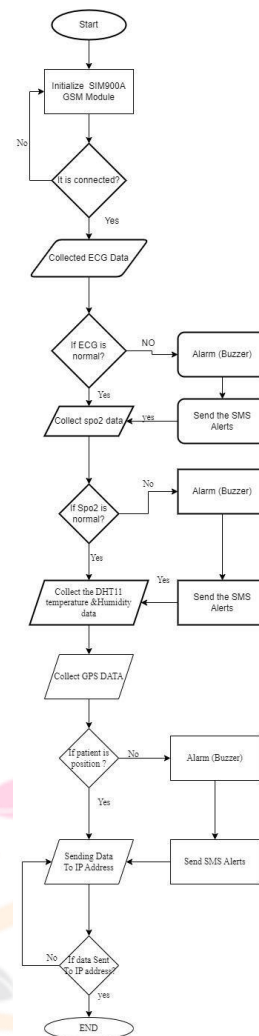 Start
Initialize SIM900A
GSM Module
No
It is connected?
Yes
Collected ECG Data
If ECG is
normal?
NO
Alarm (Buzzer)
Yes
Collect spo2 data
yes
Send the SMS
Alerts
If Spo2 is
normal?
No
Alarm (Buzzer)
Yes
Collect the DHT11
temperature &Humidity
data
Yes
Send the SMS
Alerts
Collect GPS DATA
If patient is
position ?
No
Alarm (Buzzer)
Yes
Sending Data
To IP Address
Send SMS Alerts
If data Sent
To IP address?
No
yes
END